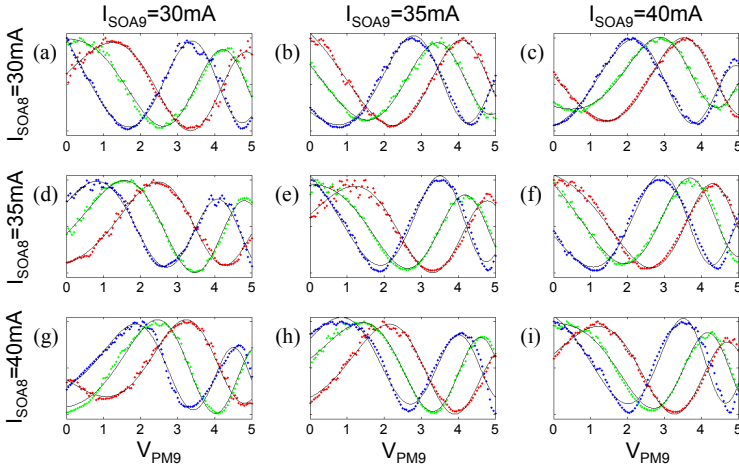 I_SOA9=30mA I_SOA9=35mA I_SOA9=40mA
I_SOA8=30mA
(a) (b) (c)
0 1 2 3 4 5 0 1 2 3 4 5 0 1 2 3 4 5
I_SOA8=35mA
(d) (e) (f)
0 1 2 3 4 5 0 1 2 3 4 5 0 1 2 3 4 5
I_SOA8=40mA
(g) (h) (i)
0 1 2 3 4 5 0 1 2 3 4 5 0 1 2 3 4 5
V_PM9 V_PM9 V_PM9